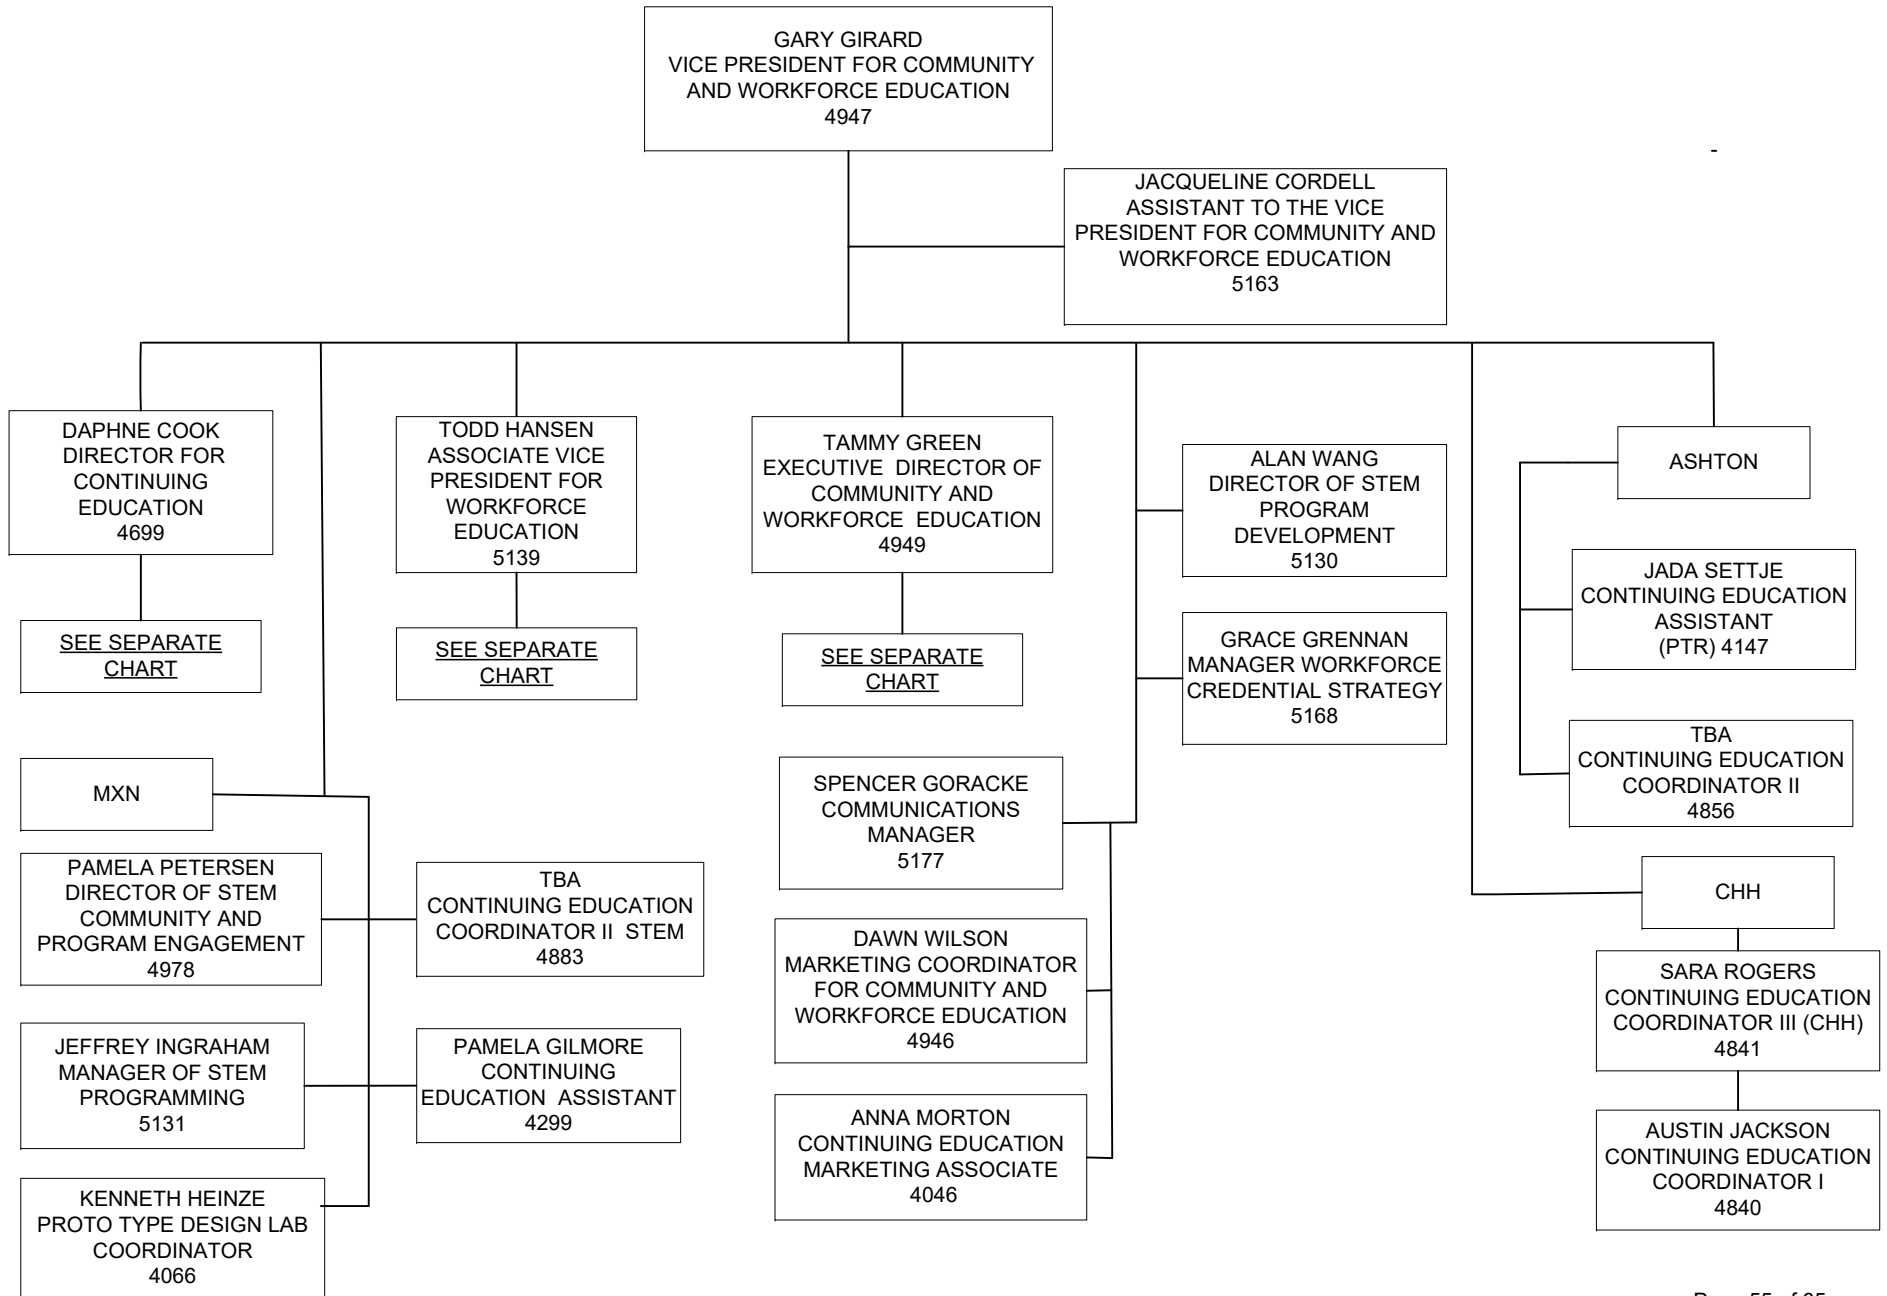 GARY GIRARD
VICE PRESIDENT FOR COMMUNITY
AND WORKFORCE EDUCATION
4947
-
JACQUELINE CORDELL
ASSISTANT TO THE VICE
PRESIDENT FOR COMMUNITY AND
WORKFORCE EDUCATION
5163
DAPHNE COOK
DIRECTOR FOR
CONTINUING
EDUCATION
4699
SEE SEPARATE
CHART
TODD HANSEN
ASSOCIATE VICE
PRESIDENT FOR
WORKFORCE
EDUCATION
5139
SEE SEPARATE
CHART
TAMMY GREEN
EXECUTIVE DIRECTOR OF
COMMUNITY AND
WORKFORCE EDUCATION
4949
SEE SEPARATE
CHART
ALAN WANG
DIRECTOR OF STEM
PROGRAM
DEVELOPMENT
5130
GRACE GRENNAN
MANAGER WORKFORCE
CREDENTIAL STRATEGY
5168
ASHTON
JADA SETTJE
CONTINUING EDUCATION
ASSISTANT
(PTR) 4147
TBA
CONTINUING EDUCATION
COORDINATOR II
4856
MXN
PAMELA PETERSEN
DIRECTOR OF STEM
COMMUNITY AND
PROGRAM ENGAGEMENT
4978
TBA
CONTINUING EDUCATION
COORDINATOR II STEM
4883
JEFFREY INGRAHAM
MANAGER OF STEM
PROGRAMMING
5131
PAMELA GILMORE
CONTINUING
EDUCATION ASSISTANT
4299
KENNETH HEINZE
PROTO TYPE DESIGN LAB
COORDINATOR
4066
SPENCER GORACKE
COMMUNICATIONS
MANAGER
5177
DAWN WILSON
MARKETING COORDINATOR
FOR COMMUNITY AND
WORKFORCE EDUCATION
4946
ANNA MORTON
CONTINUING EDUCATION
MARKETING ASSOCIATE
4046
CHH
SARA ROGERS
CONTINUING EDUCATION
COORDINATOR III (CHH)
4841
AUSTIN JACKSON
CONTINUING EDUCATION
COORDINATOR I
4840